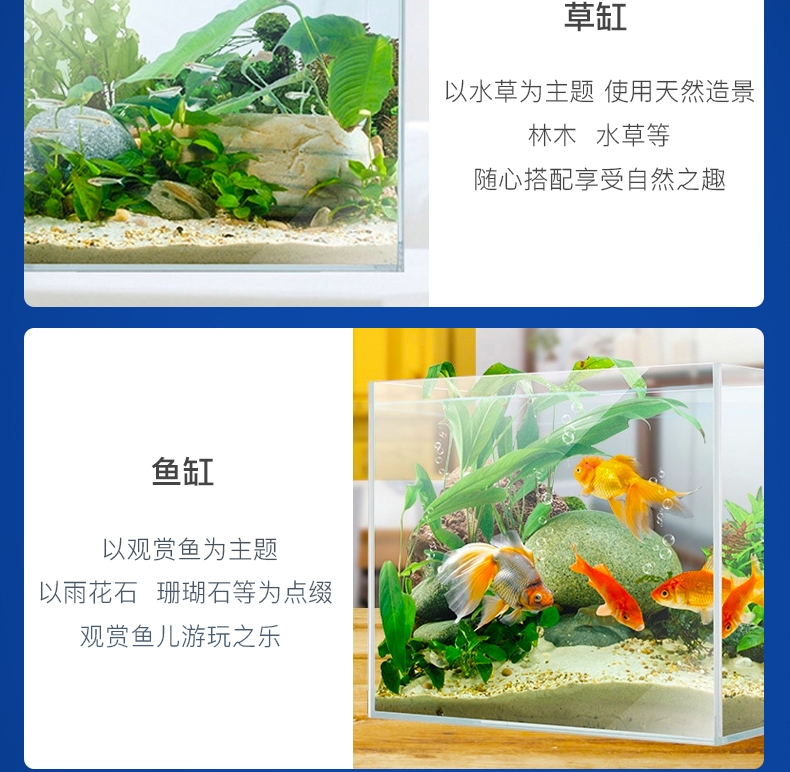 草缸
以水草为主题 使用天然造景
林木 水草等
随心搭配享受自然之趣
鱼缸
以观赏鱼为主题
以雨花石 珊瑚石等为点缀
观赏鱼儿游玩之乐